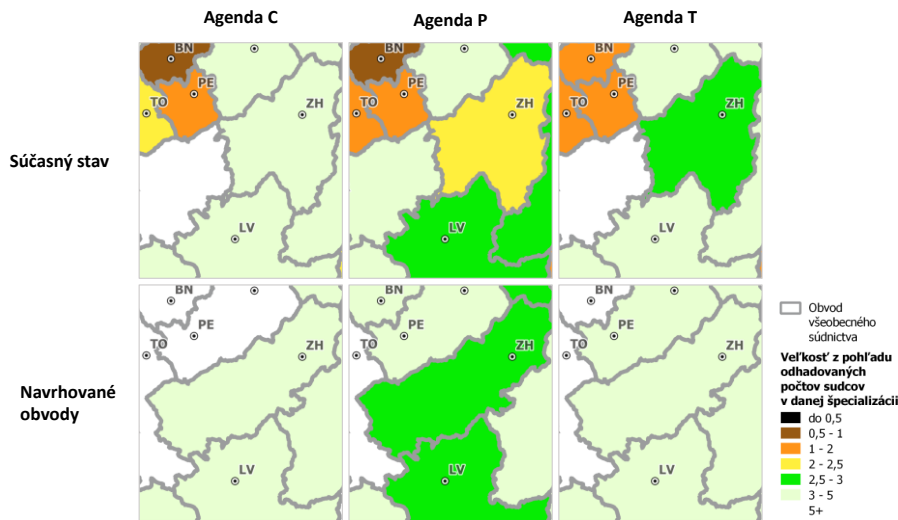 Agenda C
Agenda P
Agenda T
Súčasný stav
BN
PE
TO
ZH
LV
BN
PE
TO
ZH
LV
BN
PE
TO
ZH
LV
Navrhované
obvody
BN
PE
TO
ZH
LV
BN
PE
TO
ZH
LV
BN
PE
TO
ZH
LV
Obvod
všeobecného
súdnictva
Veľkosť z pohľadu
odhadovaných
počtov sudcov
v danej špecializácii
do 0,5
0,5 - 1
1 - 2
2 - 2,5
2,5 - 3
3 - 5
5+